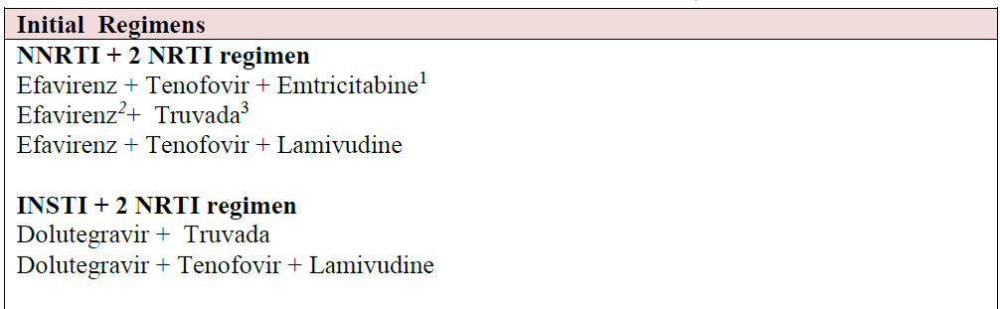 Initial Regimens
NNRTI + 2 NRTI regimen
Efavirenz + Tenofovir + Emtricitabine¹
Efavirenz²+ Truvada³
Efavirenz + Tenofovir + Lamivudine
INSTI + 2 NRTI regimen
Dolutegravir + Truvada
Dolutegravir + Tenofovir + Lamivudine